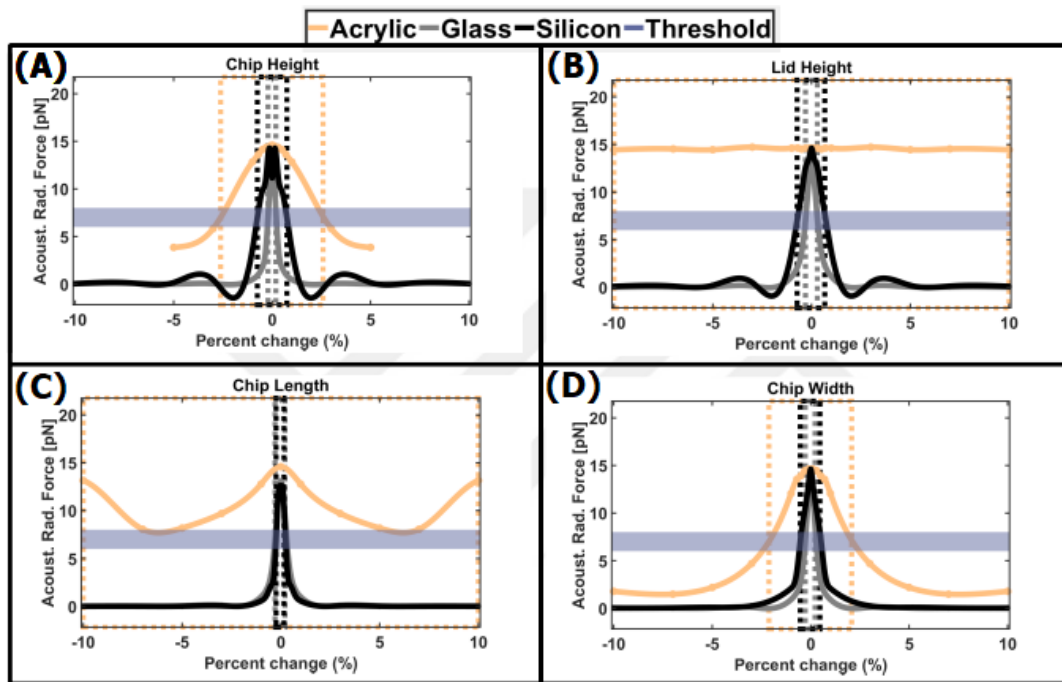 Acrylic Glass Silicon Threshold
(A)
Chip Height
Acoust. Rad. Force [pN]
20
15
10
5
0
-10 -5 0 5 10
Percent change (%)
(B)
Lid Height
Acoust. Rad. Force [pN]
20
15
10
5
0
-10 -5 0 5 10
Percent change (%)
(C)
Chip Length
Acoust. Rad. Force [pN]
20
15
10
5
0
-10 -5 0 5 10
Percent change (%)
(D)
Chip Width
Acoust. Rad. Force [pN]
20
15
10
5
0
-10 -5 0 5 10
Percent change (%)